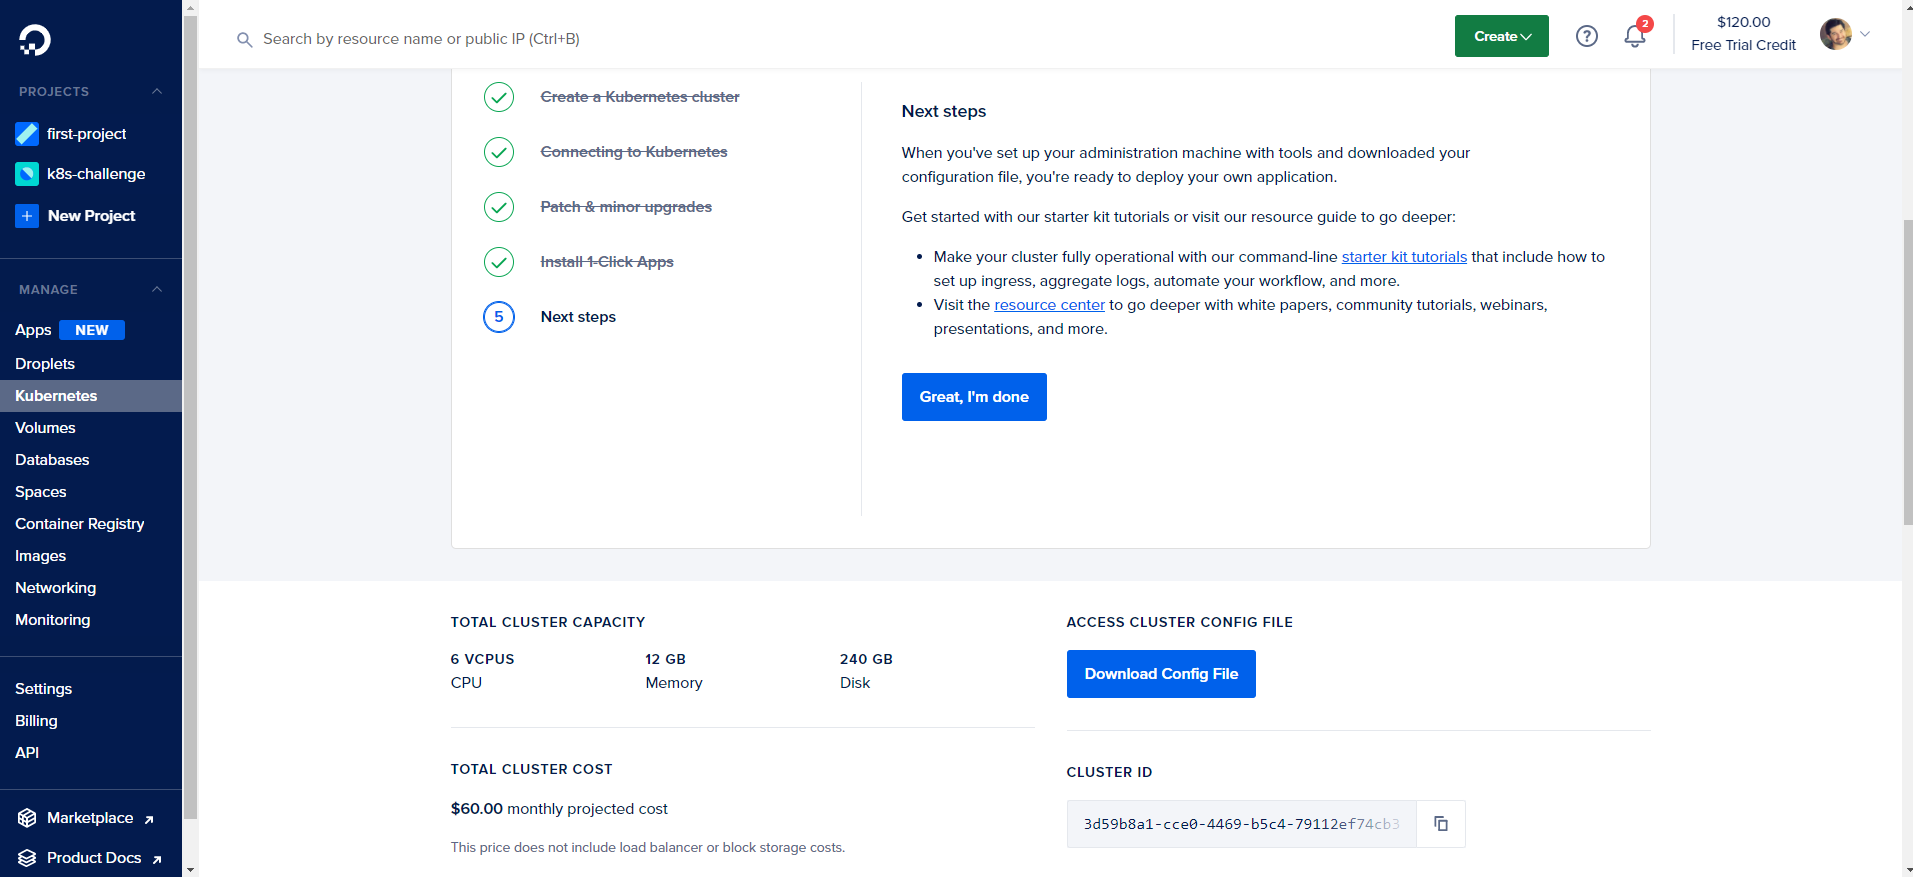 Search by resource name or public IP (Ctrl+B)
Create
2
$120.00
Free Trial Credit
PROJECTS
first-project
k8s-challenge
New Project
MANAGE
Apps NEW
Droplets
Kubernetes
Volumes
Databases
Spaces
Container Registry
Images
Networking
Monitoring
Settings
Billing
API
Marketplace
Product Docs
Create a Kubernetes cluster
Connecting to Kubernetes
Patch & minor upgrades
Install 1-Click Apps
5 Next steps
Next steps
When you've set up your administration machine with tools and downloaded your
configuration file, you're ready to deploy your own application.
Get started with our starter kit tutorials or visit our resource guide to go deeper:
• Make your cluster fully operational with our command-line starter kit tutorials that include how to
set up ingress, aggregate logs, automate your workflow, and more.
• Visit the resource center to go deeper with white papers, community tutorials, webinars,
presentations, and more.
Great, I'm done
TOTAL CLUSTER CAPACITY
6 VCPUS 12 GB 240 GB
CPU Memory Disk
TOTAL CLUSTER COST
$60.00 monthly projected cost
This price does not include load balancer or block storage costs.
ACCESS CLUSTER CONFIG FILE
Download Config File
CLUSTER ID
3d59b8a1-cce0-4469-b5c4-79112ef74cb3